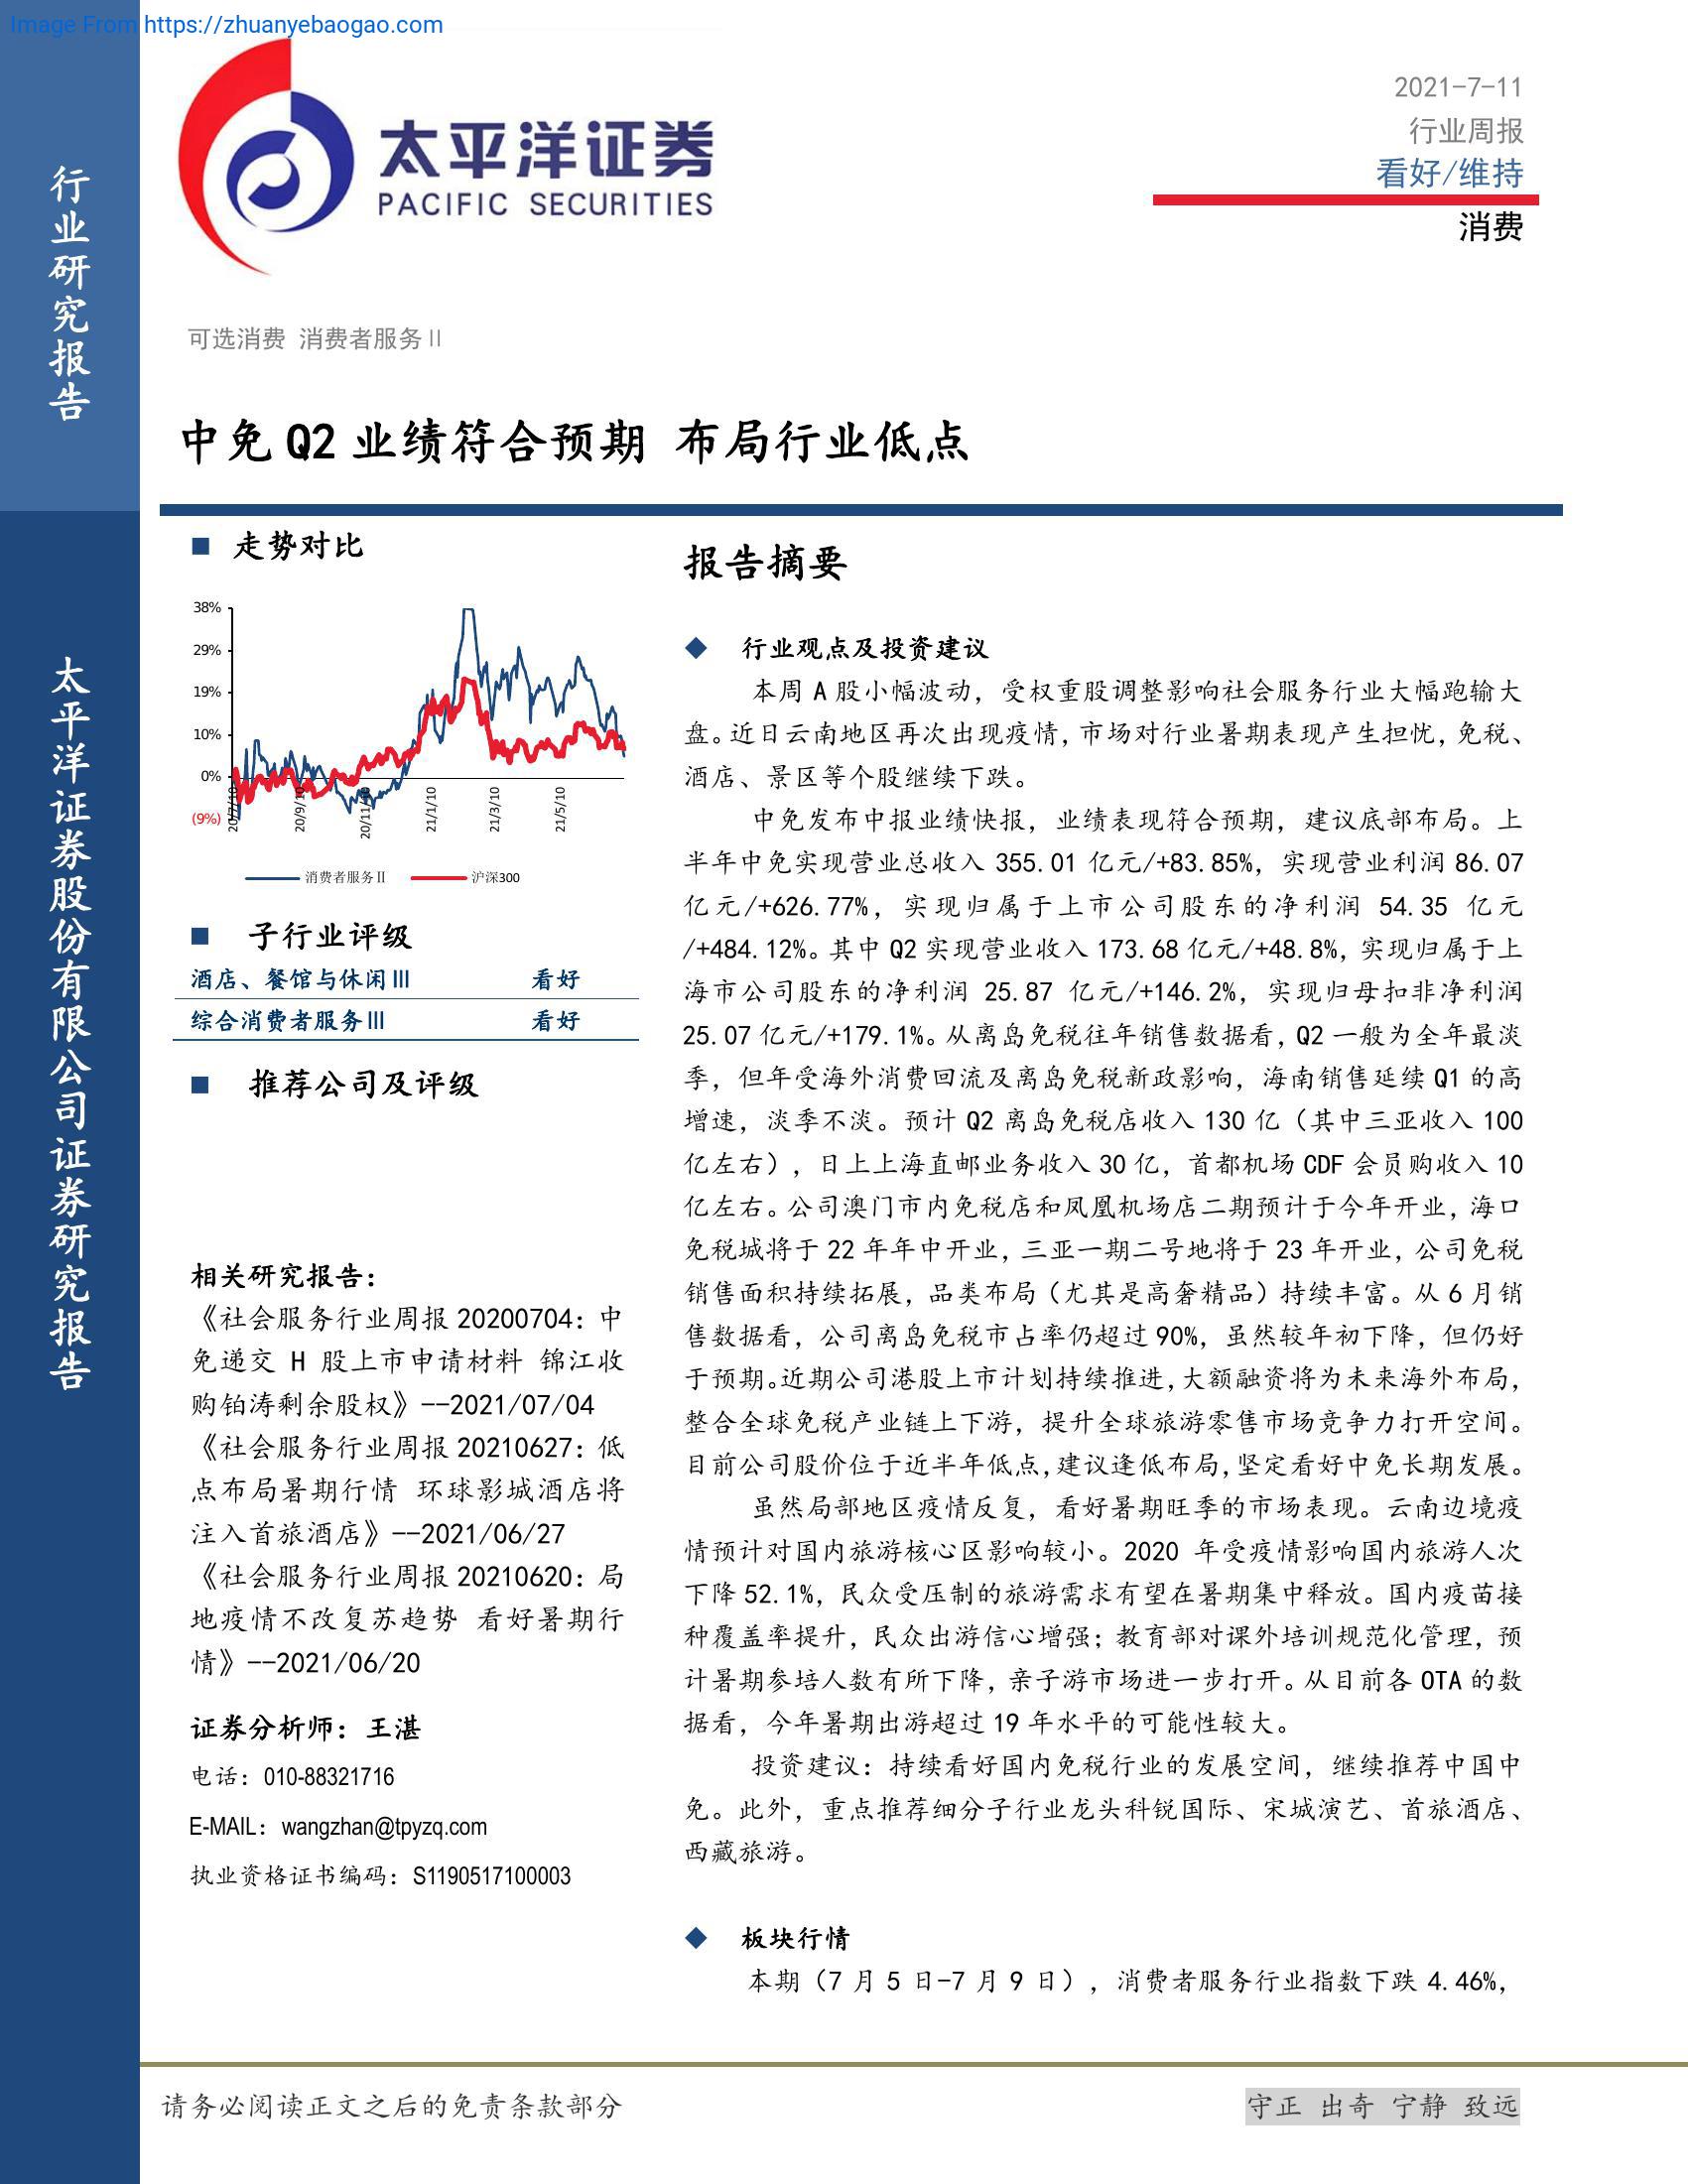 Image From https://zhuanyebaogao.com
行业研究报告
太平洋证券股份有限公司证券研究报告
太平洋证券
PACIFIC SECURITIES
2021-7-11
行业周报
看好/维持
消费
可选消费 消费者服务Ⅱ
中免 Q2 业绩符合预期 布局行业低点
■ 走势对比
38%
29%
19%
10%
0%
(9%)
20/7/10
20/9/10
20/11/10
21/1/10
21/3/10
21/5/10
消费者服务Ⅱ 沪深300
■ 子行业评级
酒店、餐馆与休闲Ⅲ 看好
综合消费者服务Ⅲ 看好
■ 推荐公司及评级
相关研究报告：
《社会服务行业周报 20200704：中
免递交 H 股上市申请材料 锦江收
购铂涛剩余股权》--2021/07/04
《社会服务行业周报 20210627：低
点布局暑期行情 环球影城酒店将
注入首旅酒店》--2021/06/27
《社会服务行业周报 20210620：局
地疫情不改复苏趋势 看好暑期行
情》--2021/06/20
证券分析师：王湛
电话：010-88321716
E-MAIL：wangzhan@tpyzq.com
执业资格证书编码：S1190517100003
报告摘要
◆ 行业观点及投资建议
本周 A 股小幅波动，受权重股调整影响社会服务行业大幅跑输大
盘。近日云南地区再次出现疫情，市场对行业暑期表现产生担忧，免税、
酒店、景区等个股继续下跌。
中免发布中报业绩快报，业绩表现符合预期，建议底部布局。上
半年中免实现营业总收入 355.01 亿元/+83.85%，实现营业利润 86.07
亿元/+626.77%，实现归属于上市公司股东的净利润 54.35 亿元
/+484.12%。其中 Q2 实现营业收入 173.68 亿元/+48.8%，实现归属于上
海市公司股东的净利润 25.87 亿元/+146.2%，实现归母扣非净利润
25.07 亿元/+179.1%。从离岛免税往年销售数据看，Q2 一般为全年最淡
季，但年受海外消费回流及离岛免税新政影响，海南销售延续 Q1 的高
增速，淡季不淡。预计 Q2 离岛免税店收入 130 亿（其中三亚收入 100
亿左右），日上上海直邮业务收入 30 亿，首都机场 CDF 会员购收入 10
亿左右。公司澳门市内免税店和凤凰机场店二期预计于今年开业，海口
免税城将于 22 年年中开业，三亚一期二号地将于 23 年开业，公司免税
销售面积持续拓展，品类布局（尤其是高奢精品）持续丰富。从 6 月销
售数据看，公司离岛免税市占率仍超过 90%，虽然较年初下降，但仍好
于预期。近期公司港股上市计划持续推进，大额融资将为未来海外布局，
整合全球免税产业链上下游，提升全球旅游零售市场竞争力打开空间。
目前公司股价位于近半年低点，建议逢低布局，坚定看好中免长期发展。
虽然局部地区疫情反复，看好暑期旺季的市场表现。云南边境疫
情预计对国内旅游核心区影响较小。2020 年受疫情影响国内旅游人次
下降 52.1%，民众受压制的旅游需求有望在暑期集中释放。国内疫苗接
种覆盖率提升，民众出游信心增强；教育部对课外培训规范化管理，预
计暑期参培人数有所下降，亲子游市场进一步打开。从目前各 OTA 的数
据看，今年暑期出游超过 19 年水平的可能性较大。
投资建议：持续看好国内免税行业的发展空间，继续推荐中国中
免。此外，重点推荐细分子行业龙头科锐国际、宋城演艺、首旅酒店、
西藏旅游。
◆ 板块行情
本期（7 月 5 日-7 月 9 日），消费者服务行业指数下跌 4.46%，
请务必阅读正文之后的免责条款部分
守正 出奇 宁静 致远